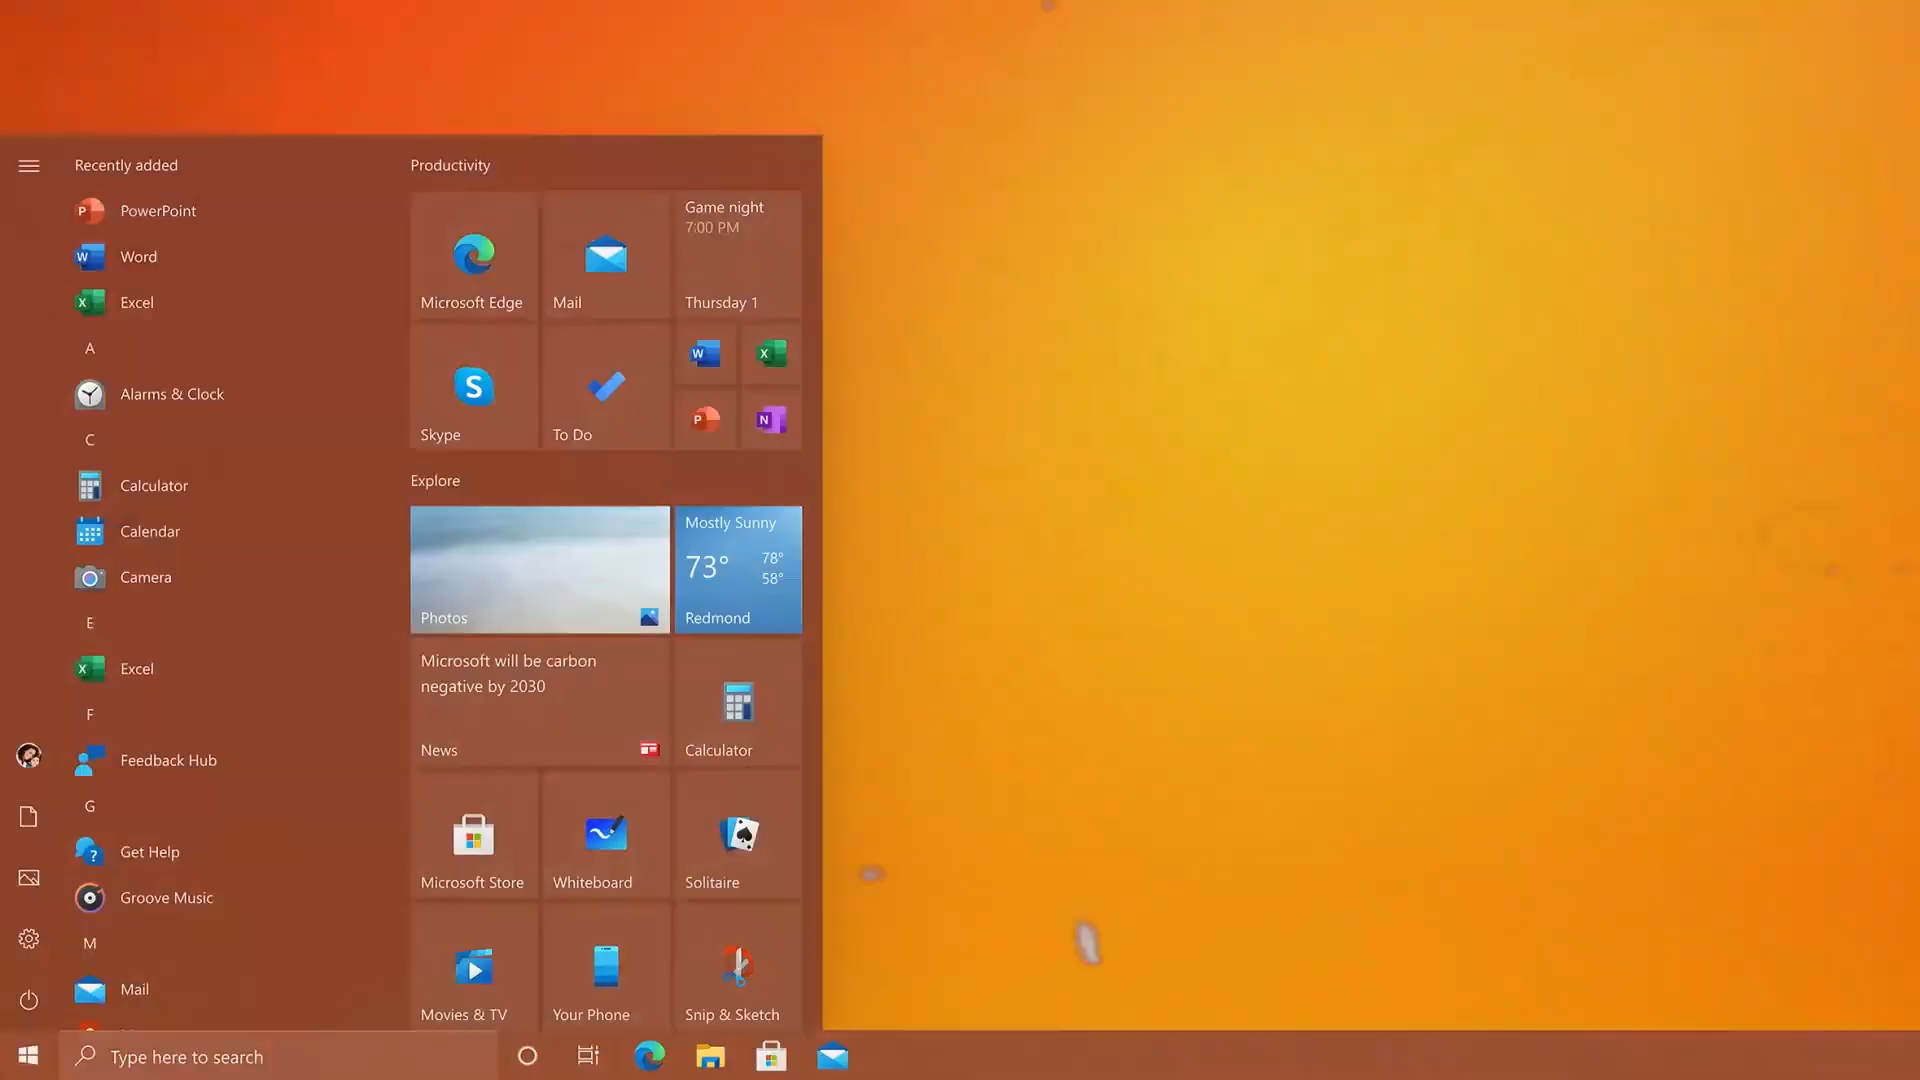 Recently added
PowerPoint
Word
Excel
A
Alarms & Clock
C
Calculator
Calendar
Camera
E
Excel
F
Feedback Hub
G
Get Help
Groove Music
M
Mail
Productivity
Microsoft Edge
Mail
Game night
7:00 PM
Thursday 1
Skype
To Do
Explore
Photos
Mostly Sunny
73°
78°
58°
Redmond
Microsoft will be carbon
negative by 2030
News
Calculator
Microsoft Store
Whiteboard
Solitaire
Movies & TV
Your Phone
Snip & Sketch
Type here to search